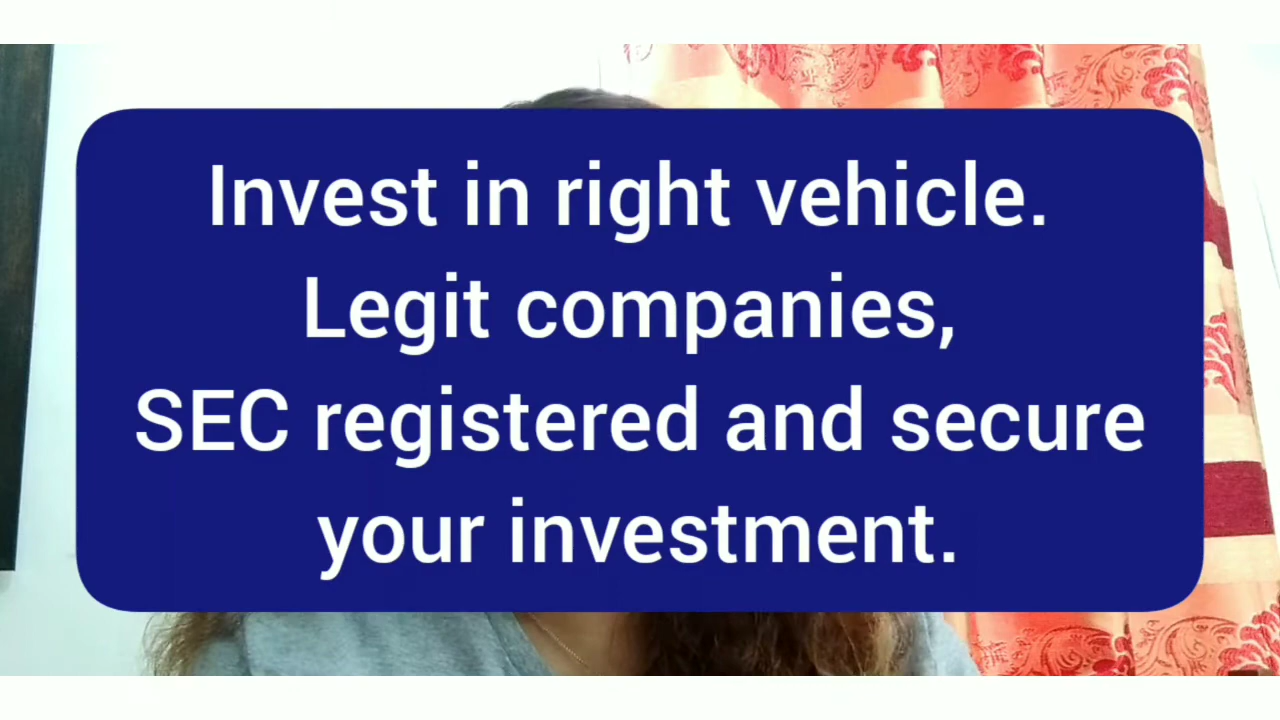 Invest in right vehicle.
Legit companies,
SEC registered and secure
your investment.